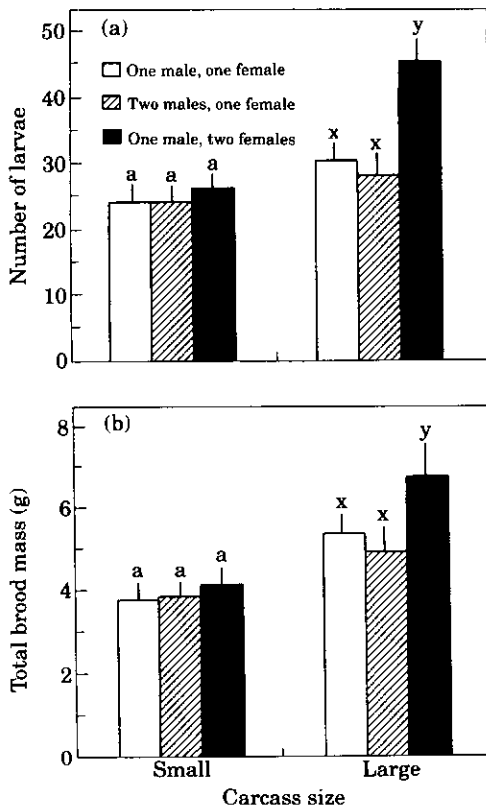 (a)
50
40
30
20
10
0
Number of larvae
One male, one female
Two males, one female
One male, two females
a a a
x x y
(b)
8
6
4
2
0
Total brood mass (g)
a a a
x x y
Small Large
Carcass size